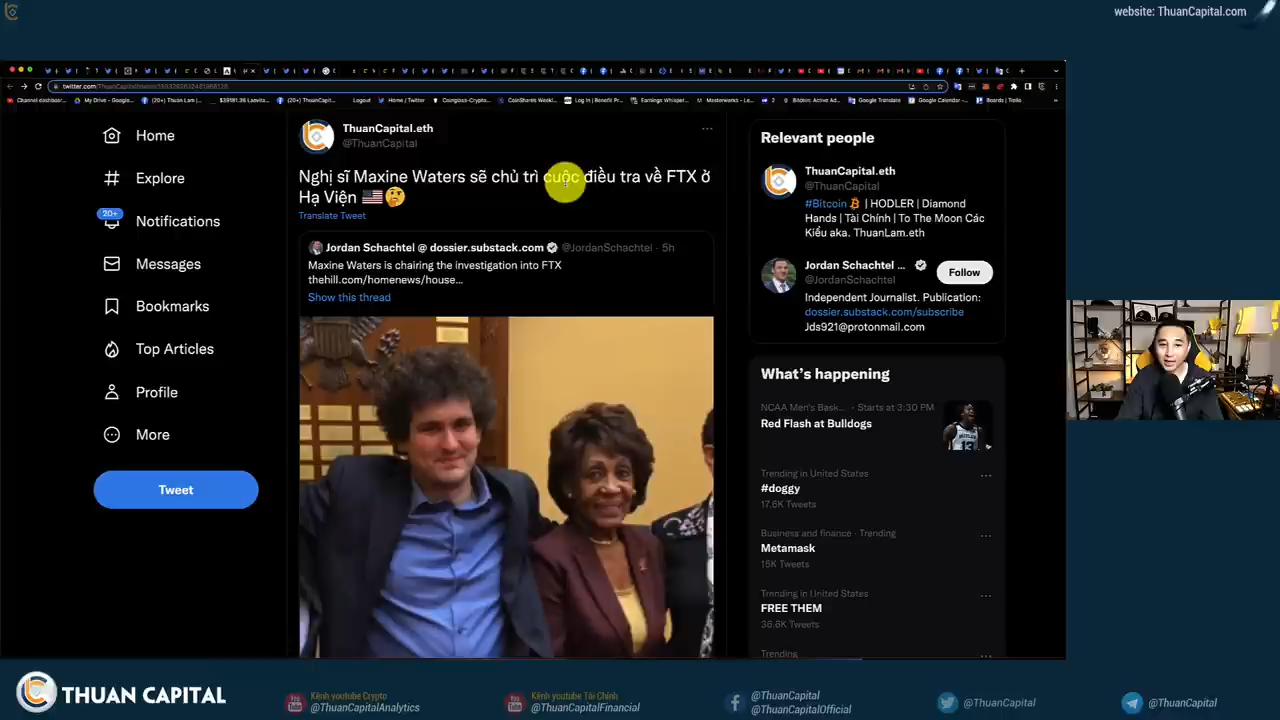 website: ThuanCapital.com
twitter.com/ThuanCapital/status/
Home
Explore
20+
Notifications
Messages
Bookmarks
Top Articles
Profile
More
Tweet
ThuanCapital.eth
@ThuanCapital
Nghị sĩ Maxine Waters sẽ chủ trì cuộc điều tra về FTX ở
Hạ Viện
Translate Tweet
Jordan Schachtel @ dossier.substack.com @JordanSchachtel · 5h
Maxine Waters is chairing the investigation into FTX
thehill.com/homenews/house...
Show this thread
Relevant people
ThuanCapital.eth
@ThuanCapital
#Bitcoin | HODLER | Diamond
Hands | Tài Chính | To The Moon Các
Kiểu aka. ThuanLam.eth
Jordan Schachtel ...
@JordanSchachtel
Follow
Independent Journalist. Publication:
dossier.substack.com/subscribe
Jds921@protonmail.com
What's happening
NCAA Men's Bask... · Starts at 3:30 PM
Red Flash at Bulldogs
Trending in United States
#doggy
17.6K Tweets
Business and finance · Trending
Metamask
15K Tweets
Trending in United States
FREE THEM
36.6K Tweets
Trending
THUAN CAPITAL
Kênh youtube Crypto
@ThuanCapitalAnalytics
Kênh youtube Tài Chính
@ThuanCapitalFinancial
@ThuanCapital
@ThuanCapitalOfficial
@ThuanCapital
@ThuanCapital